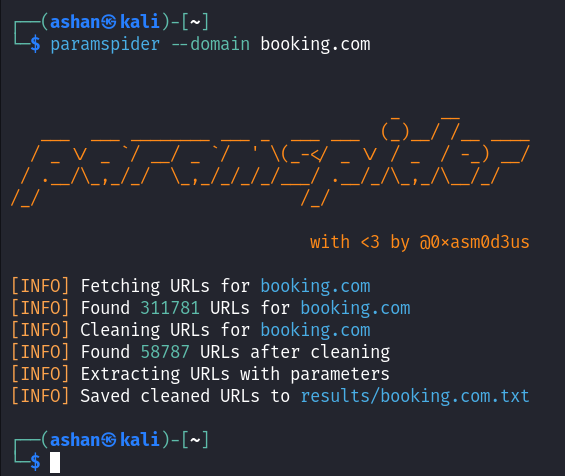 (ashan㉿kali)-[~]
$ paramspider --domain booking.com
paramspider
with <3 by @0×asm0d3us
[INFO] Fetching URLs for booking.com
[INFO] Found 311781 URLs for booking.com
[INFO] Cleaning URLs for booking.com
[INFO] Found 58787 URLs after cleaning
[INFO] Extracting URLs with parameters
[INFO] Saved cleaned URLs to results/booking.com.txt
(ashan㉿kali)-[~]
$